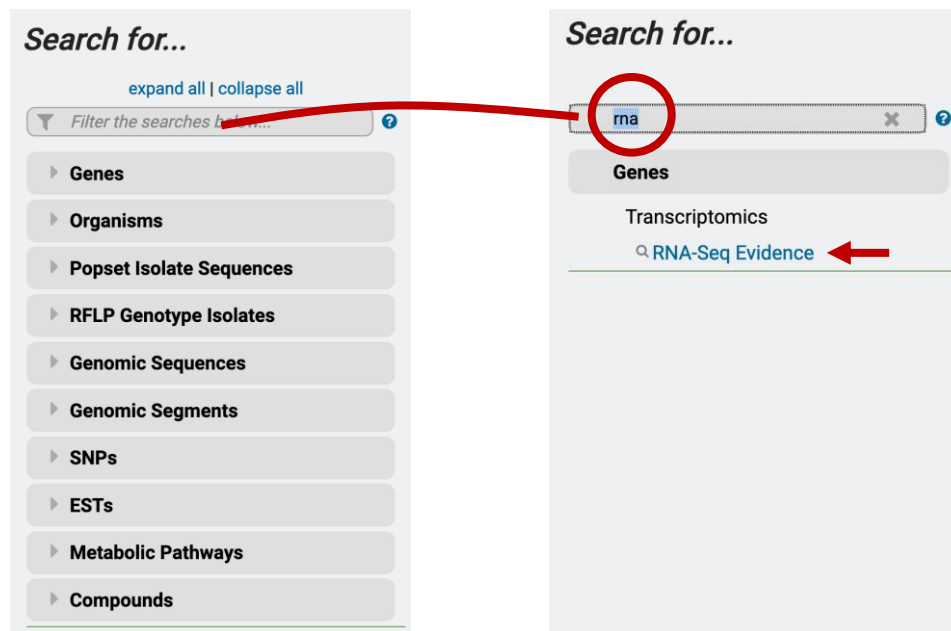 Search for...
expand all | collapse all
Filter the searches below...
Genes
Organisms
Popset Isolate Sequences
RFLP Genotype Isolates
Genomic Sequences
Genomic Segments
SNPs
ESTs
Metabolic Pathways
Compounds
Search for...
rna
Genes
Transcriptomics
RNA-Seq Evidence